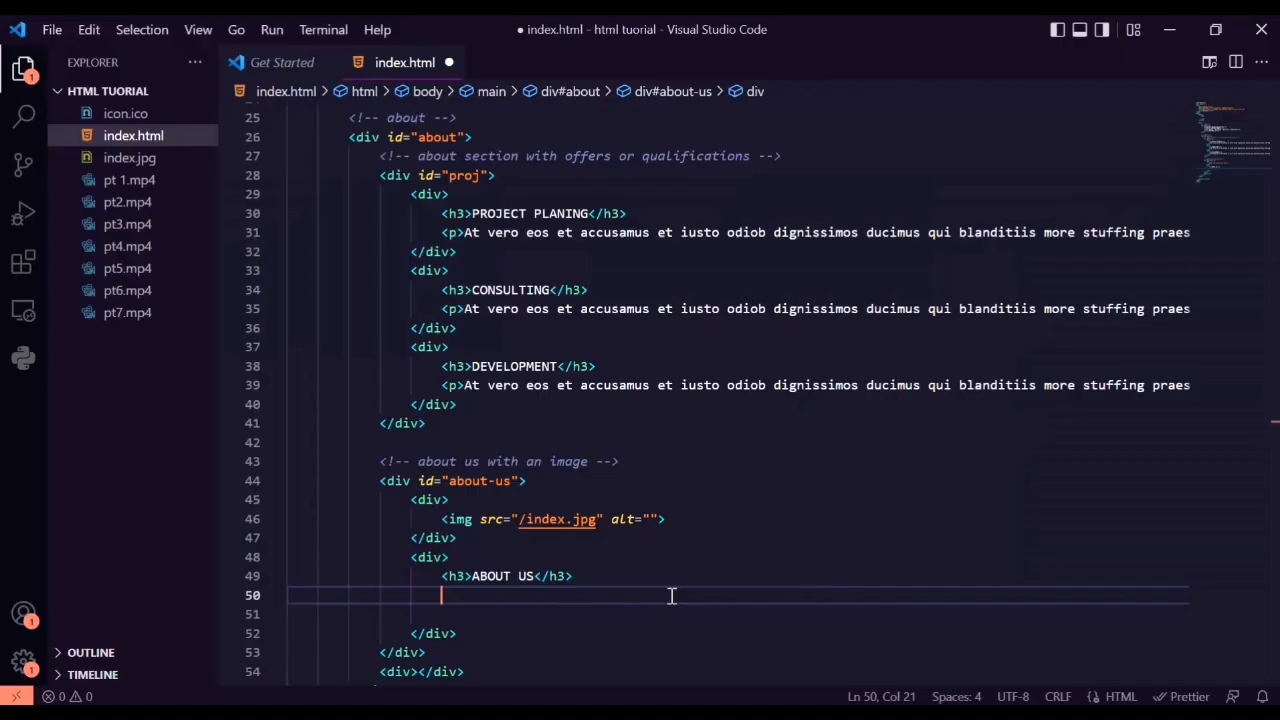 File Edit Selection View Go Run Terminal Help
● index.html - html tuorial - Visual Studio Code
EXPLORER ...
Get Started
index.html ●
HTML TUORIAL
index.html > html > body > main > div#about > div#about-us > div
icon.ico
index.html
index.jpg
pt 1.mp4
pt2.mp4
pt3.mp4
pt4.mp4
pt5.mp4
pt6.mp4
pt7.mp4
OUTLINE
TIMELINE
1
1
1
25 <!-- about -->
26 <div id="about">
27 <!-- about section with offers or qualifications -->
28 <div id="proj">
29 <div>
30 <h3>PROJECT PLANING</h3>
31 <p>At vero eos et accusamus et iusto odiob dignissimos ducimus qui blanditiis more stuffing praes
32 </div>
33 <div>
34 <h3>CONSULTING</h3>
35 <p>At vero eos et accusamus et iusto odiob dignissimos ducimus qui blanditiis more stuffing praes
36 </div>
37 <div>
38 <h3>DEVELOPMENT</h3>
39 <p>At vero eos et accusamus et iusto odiob dignissimos ducimus qui blanditiis more stuffing praes
40 </div>
41 </div>
42
43 <!-- about us with an image -->
44 <div id="about-us">
45 <div>
46 <img src="/index.jpg" alt="">
47 </div>
48 <div>
49 <h3>ABOUT US</h3>
50
51
52 </div>
53 </div>
54 <div></div>
0 0 Ln 50, Col 21 Spaces: 4 UTF-8 CRLF HTML Prettier